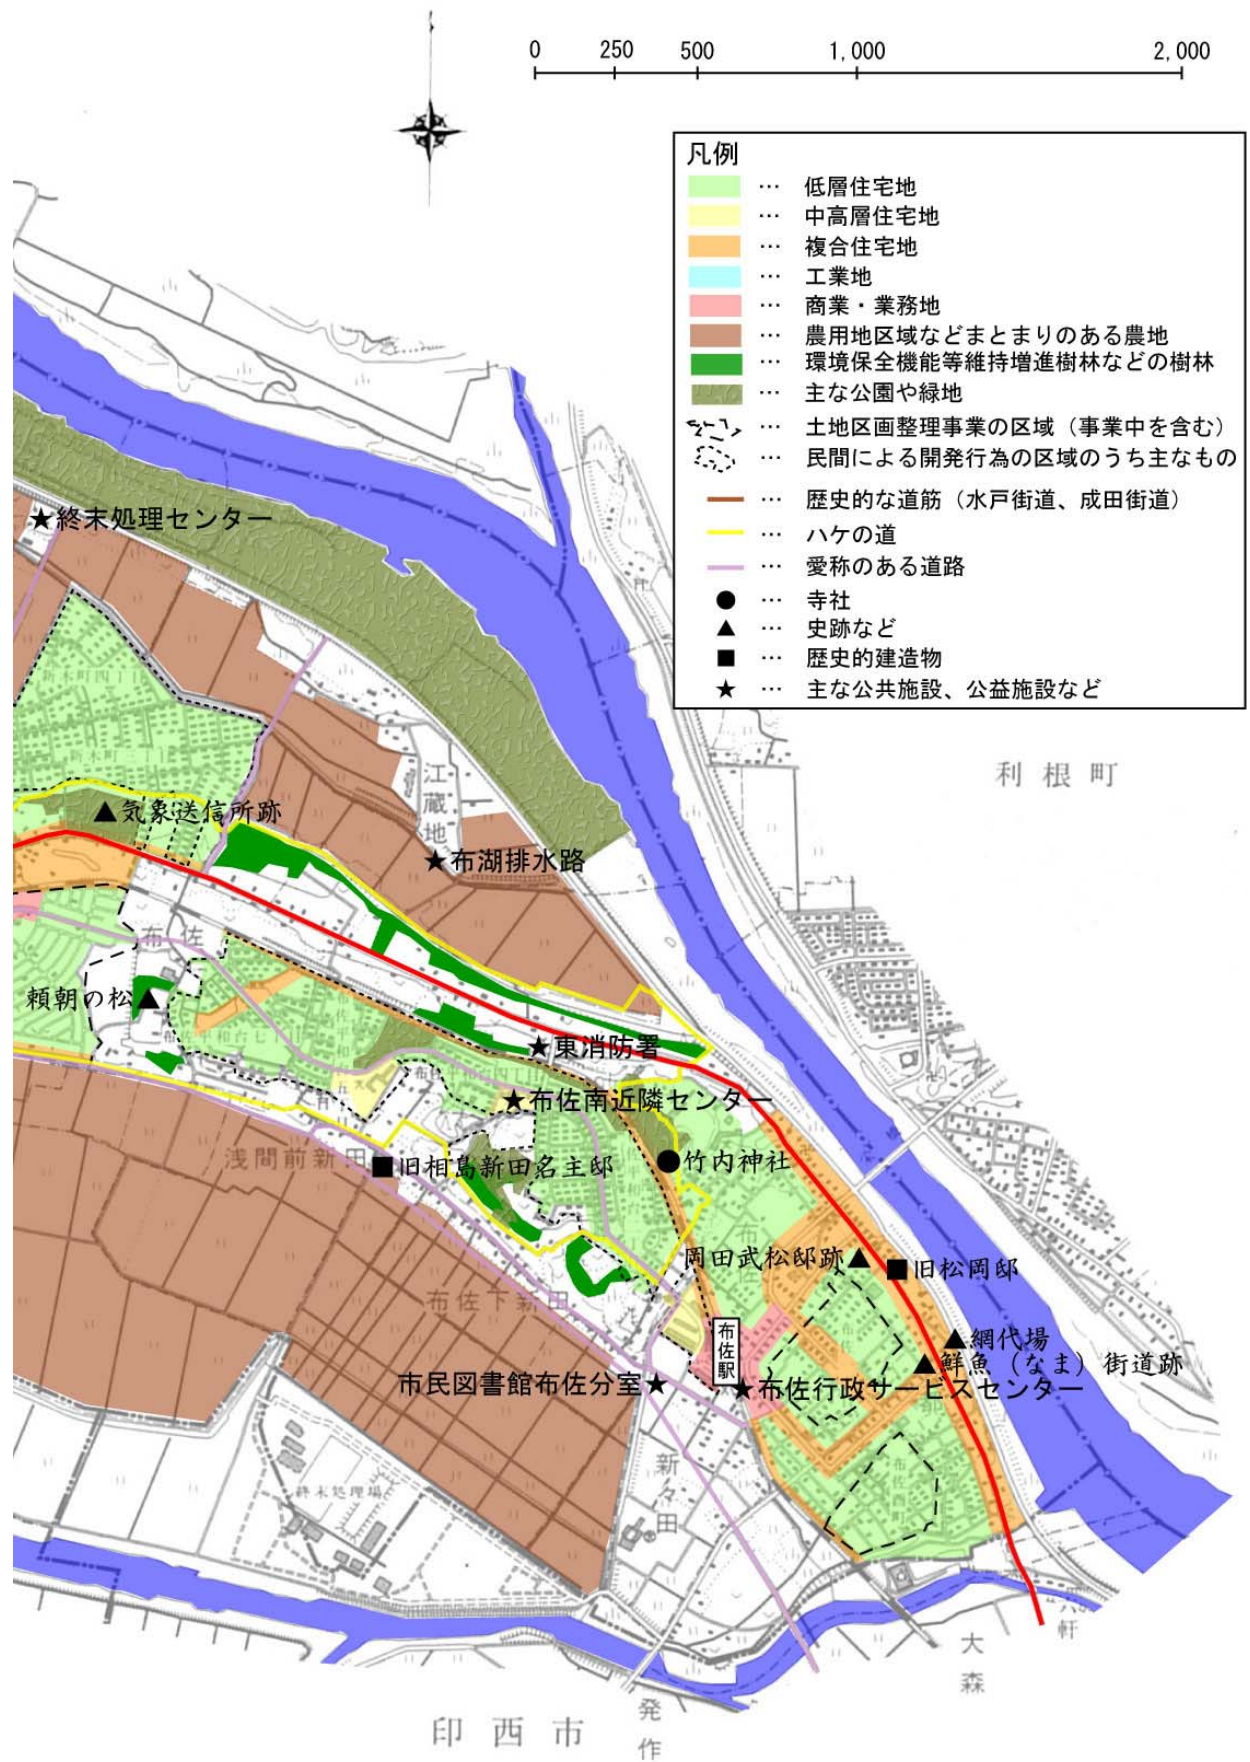 0 250 500 1,000 2,000
凡例
… 低層住宅地
… 中高層住宅地
… 複合住宅地
… 工業地
… 商業・業務地
… 農用地区域などまとまりのある農地
… 環境保全機能等維持増進樹林などの樹林
… 主な公園や緑地
… 土地区画整理事業の区域（事業中を含む）
… 民間による開発行為の区域のうち主なもの
… 歴史的な道筋（水戸街道、成田街道）
… ハケの道
… 愛称のある道路
… 寺社
… 史跡など
… 歴史的建造物
… 主な公共施設、公益施設など
終末処理センター
新木町四丁目
利根町
江蔵地
気象送信所跡
布湖排水路
布佐
頼朝の松
東消防署
布佐南近隣センター
浅間前新田
旧相島新田名主邸
竹内神社
岡田武松邸跡
旧松岡邸
布佐下新田
布佐駅
網代場
鮮魚（なま）街道跡
市民図書館布佐分室
布佐行政サービスセンター
新々田
終末処理場
六軒
大森
発作
印西市